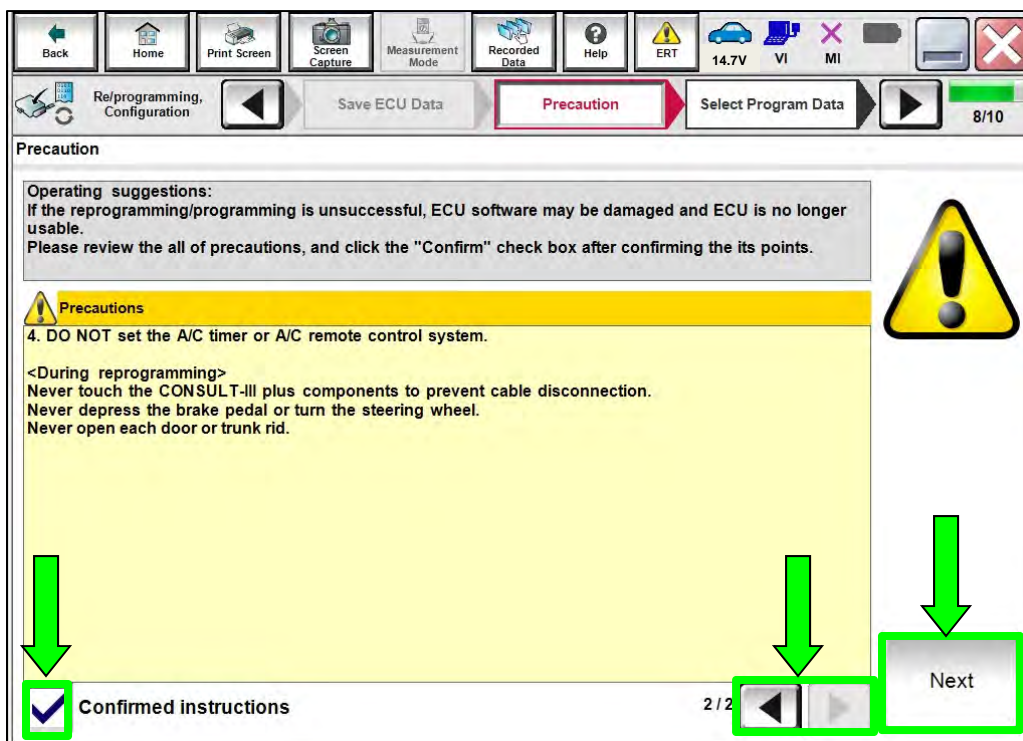 Back
Home
Print Screen
Screen
Capture
Measurement
Mode
Recorded
Data
Help
ERT
14.7V
VI
MI
Re/programming,
Configuration
Save ECU Data
Precaution
Select Program Data
8/10
Precaution
Operating suggestions:
If the reprogramming/programming is unsuccessful, ECU software may be damaged and ECU is no longer
usable.
Please review the all of precautions, and click the "Confirm" check box after confirming the its points.
Precautions
4. DO NOT set the A/C timer or A/C remote control system.
<During reprogramming>
Never touch the CONSULT-III plus components to prevent cable disconnection.
Never depress the brake pedal or turn the steering wheel.
Never open each door or trunk rid.
Confirmed instructions
2/2
Next